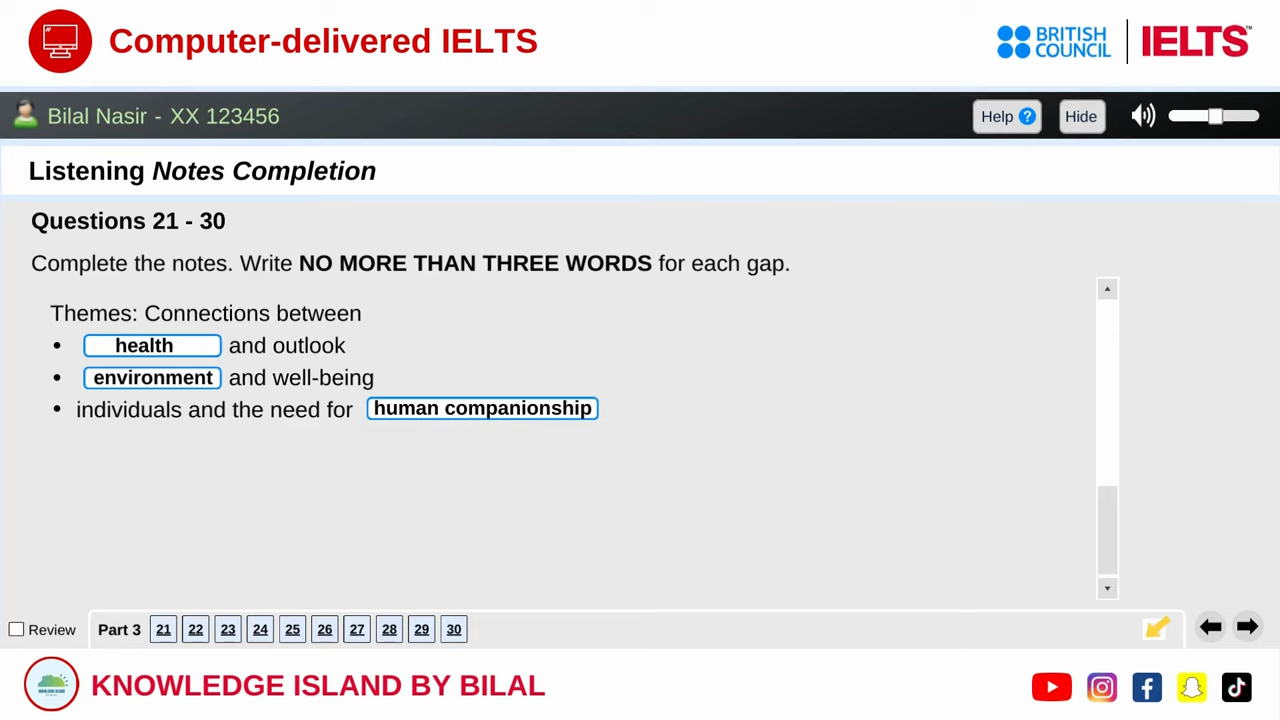 Computer-delivered IELTS
BRITISH COUNCIL
IELTS™
Bilal Nasir - XX 123456
Help ?
Hide
Listening Notes Completion
Questions 21 - 30
Complete the notes. Write NO MORE THAN THREE WORDS for each gap.
Themes: Connections between
• health and outlook
• environment and well-being
• individuals and the need for human companionship
Review
Part 3 21 22 23 24 25 26 27 28 29 30
KNOWLEDGE ISLAND BY BILAL